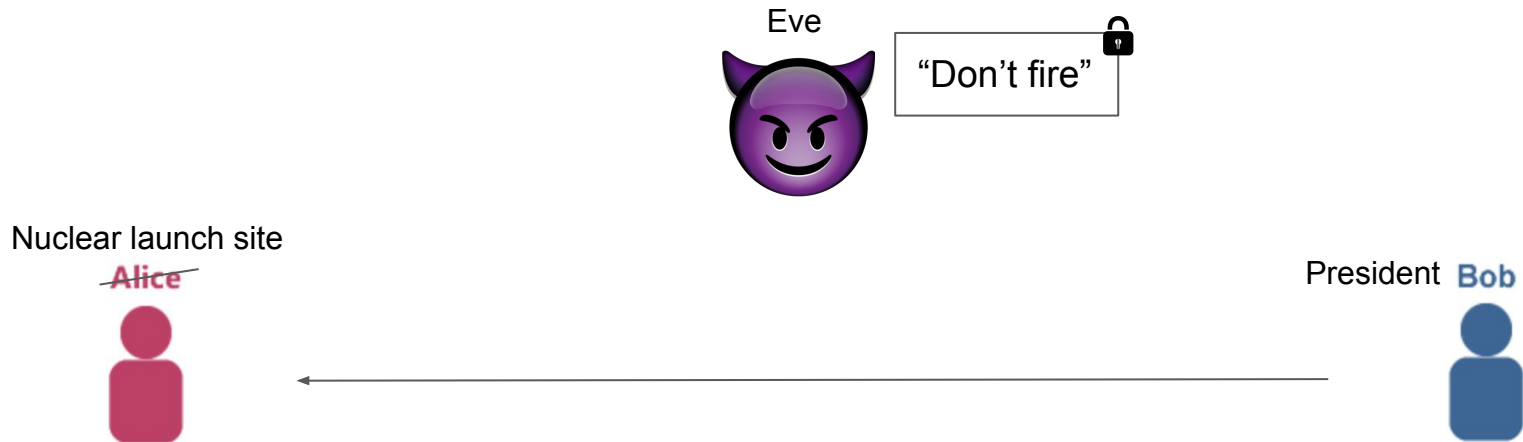 Eve
“Don’t fire”
Nuclear launch site
Alice
President Bob